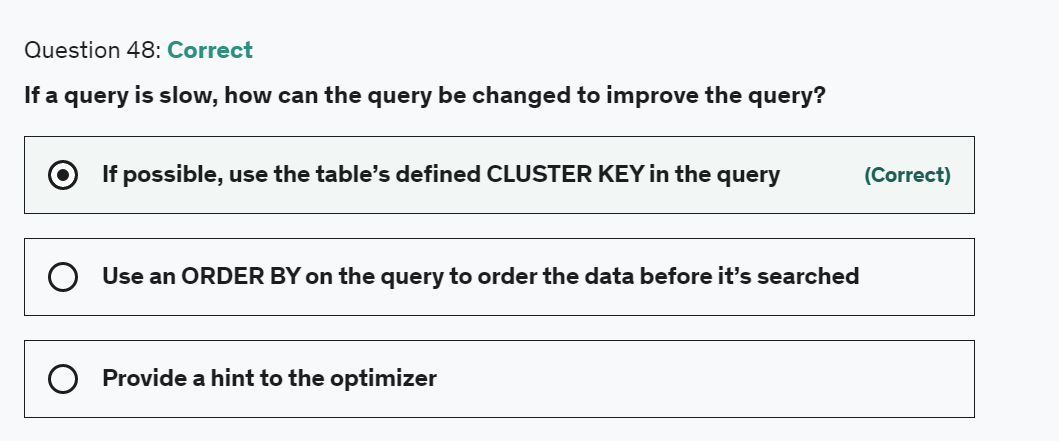 Question 48: Correct
If a query is slow, how can the query be changed to improve the query?
If possible, use the table’s defined CLUSTER KEY in the query (Correct)
Use an ORDER BY on the query to order the data before it’s searched
Provide a hint to the optimizer